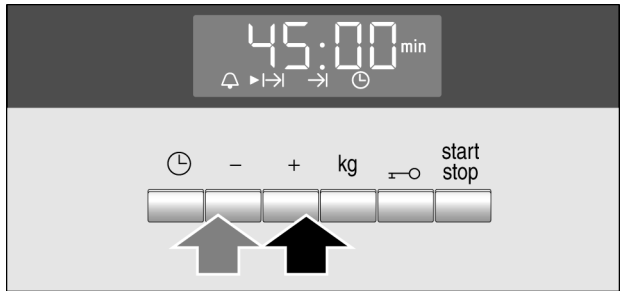 45:00 min
− + kg start
stop